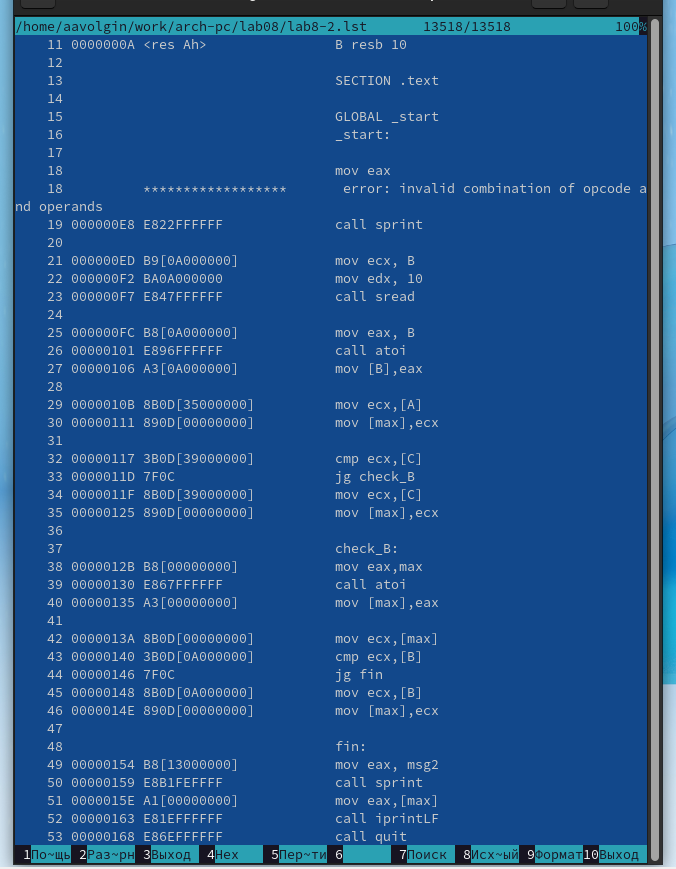 /home/aavolgin/work/arch-pc/lab08/lab8-2.lst 13518/13518 100%
11 0000000A <res Ah> B resb 10
12
13 SECTION .text
14
15 GLOBAL _start
16 _start:
17
18 mov eax
18 ****************** error: invalid combination of opcode a
nd operands
19 000000E8 E822FFFFFF call sprint
20
21 000000ED B9[0A000000] mov ecx, B
22 000000F2 BA0A000000 mov edx, 10
23 000000F7 E847FFFFFF call sread
24
25 000000FC B8[0A000000] mov eax, B
26 00000101 E896FFFFFF call atoi
27 00000106 A3[0A000000] mov [B],eax
28
29 0000010B 8B0D[35000000] mov ecx,[A]
30 00000111 890D[00000000] mov [max],ecx
31
32 00000117 3B0D[39000000] cmp ecx,[C]
33 0000011D 7F0C jg check_B
34 0000011F 8B0D[39000000] mov ecx,[C]
35 00000125 890D[00000000] mov [max],ecx
36
37 check_B:
38 0000012B B8[00000000] mov eax,max
39 00000130 E867FFFFFF call atoi
40 00000135 A3[00000000] mov [max],eax
41
42 0000013A 8B0D[00000000] mov ecx,[max]
43 00000140 3B0D[0A000000] cmp ecx,[B]
44 00000146 7F0C jg fin
45 00000148 8B0D[0A000000] mov ecx,[B]
46 0000014E 890D[00000000] mov [max],ecx
47
48 fin:
49 00000154 B8[13000000] mov eax, msg2
50 00000159 E8B1FEFFFF call sprint
51 0000015E A1[00000000] mov eax,[max]
52 00000163 E81EFFFFFF call iprintLF
53 00000168 E86EFFFFFF call quit
1По~щь 2Раз~рн 3Выход 4Hex 5Пер~ти 6 7Поиск 8Исх~ый 9Формат 10Выход